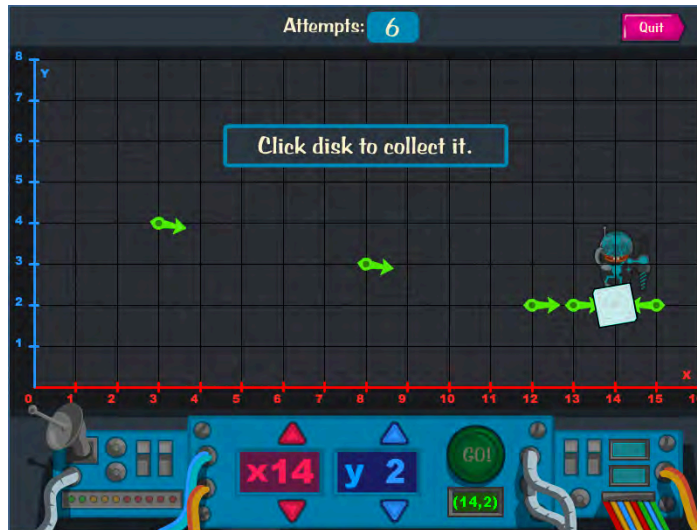 Attempts: 6
Quit
8
Y
7
6
Click disk to collect it.
5
4
3
2
1
X
0 1 2 3 4 5 6 7 8 9 10 11 12 13 14 15 16
x14
y 2
GO!
(14,2)